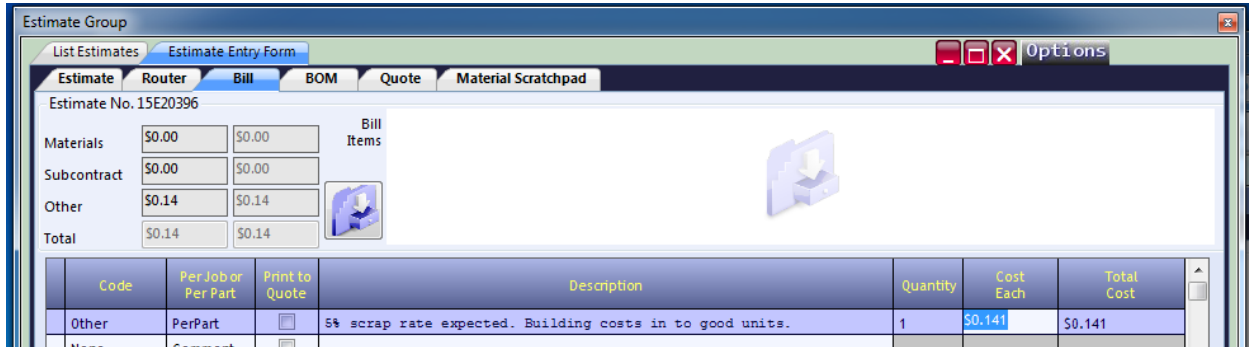 Estimate Group
List Estimates Estimate Entry Form Options
Estimate Router Bill BOM Quote Material Scratchpad
Estimate No. 15E20396
Bill
Items
Materials $0.00 $0.00
Subcontract $0.00 $0.00
Other $0.14 $0.14
Total $0.14 $0.14
Code Per Job or Per Part Print to Quote Description Quantity Cost Each Total Cost
Other PerPart 5% scrap rate expected. Building costs in to good units. 1 $0.141 $0.141
None Comment